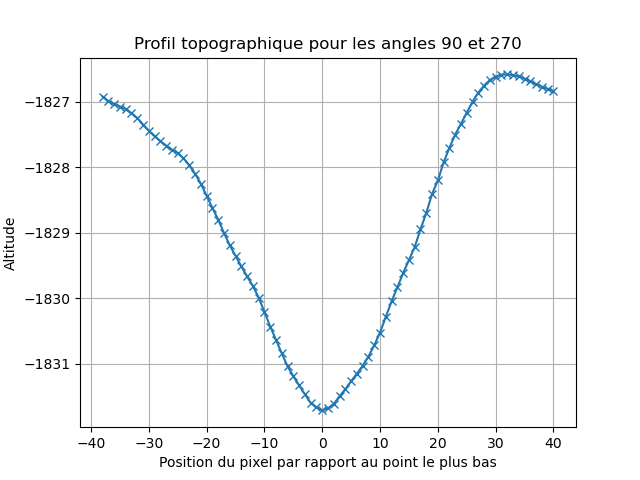 Profil topographique pour les angles 90 et 270
Altitude
−1827
−1828
−1829
−1830
−1831
−40 −30 −20 −10 0 10 20 30 40
Position du pixel par rapport au point le plus bas